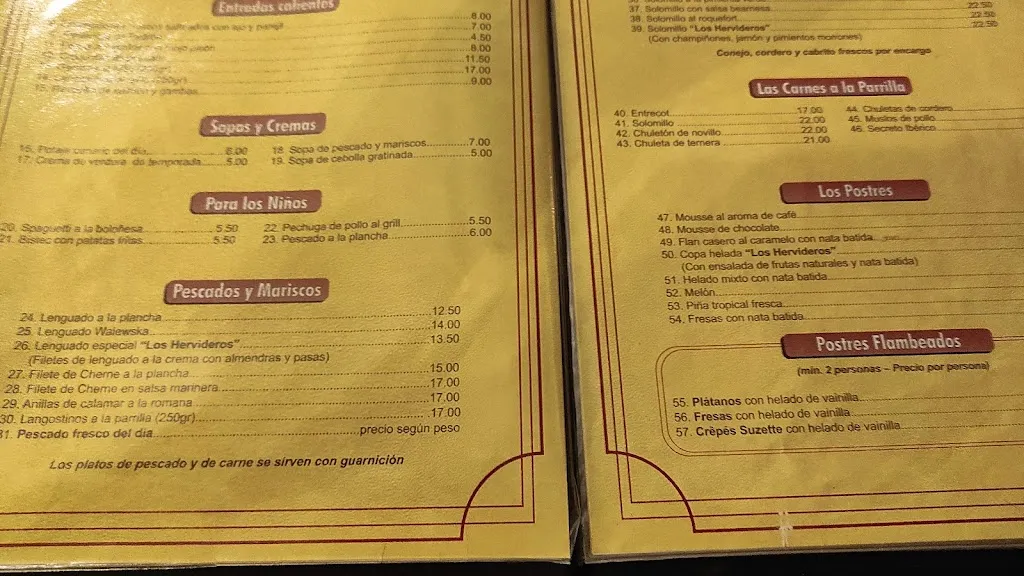 Entradas calientes
8.00
7.00
4.50
8.00
11.50
17.00
9.00
Sopas y Cremas
16. Potaje canario del día 6.00
17. Crema de verdura de temporada 5.00
18. Sopa de pescado y mariscos 7.00
19. Sopa de cebolla gratinada 5.00
Para los Niños
20. Spaguetti a la boloñesa 5.50
21. Bistec con patatas fritas 5.50
22. Pechuga de pollo al grill 5.50
23. Pescado a la plancha 6.00
Pescados y Mariscos
24. Lenguado a la plancha 12.50
25. Lenguado Walewska 14.00
26. Lenguado especial “Los Hervideros” 13.50
(Filetes de lenguado a la crema con almendras y pasas)
27. Filete de Cherne a la plancha 15.00
28. Filete de Cherne en salsa marinera 17.00
29. Anillas de calamar a la romana 17.00
30. Langostinos a la parrilla (250gr) 17.00
31. Pescado fresco del día precio según peso
Los platos de pescado y de carne se sirven con guarnición
37. Solomillo con salsa bearnesa 22.50
38. Solomillo al roquefort 22.50
39. Solomillo “Los Hervideros” 22.50
(Con champiñones, jamón y pimientos morrones)
Conejo, cordero y cabrito frescos por encargo
Las Carnes a la Parrilla
40. Entrecot 17.00
41. Solomillo 22.00
42. Chuletón de novillo 22.00
43. Chuleta de ternera 21.00
44. Chuletas de cordero
45. Muslos de pollo
46. Secreto Ibérico
Los Postres
47. Mousse al aroma de café
48. Mousse de chocolate
49. Flan casero al caramelo con nata batida
50. Copa helada “Los Hervideros”
(Con ensalada de frutas naturales y nata batida)
51. Helado mixto con nata batida
52. Melón
53. Piña tropical fresca
54. Fresas con nata batida
Postres Flambeados
(min. 2 personas – Precio por persona)
55. Plátanos con helado de vainilla
56. Fresas con helado de vainilla
57. Crêpès Suzette con helado de vainilla